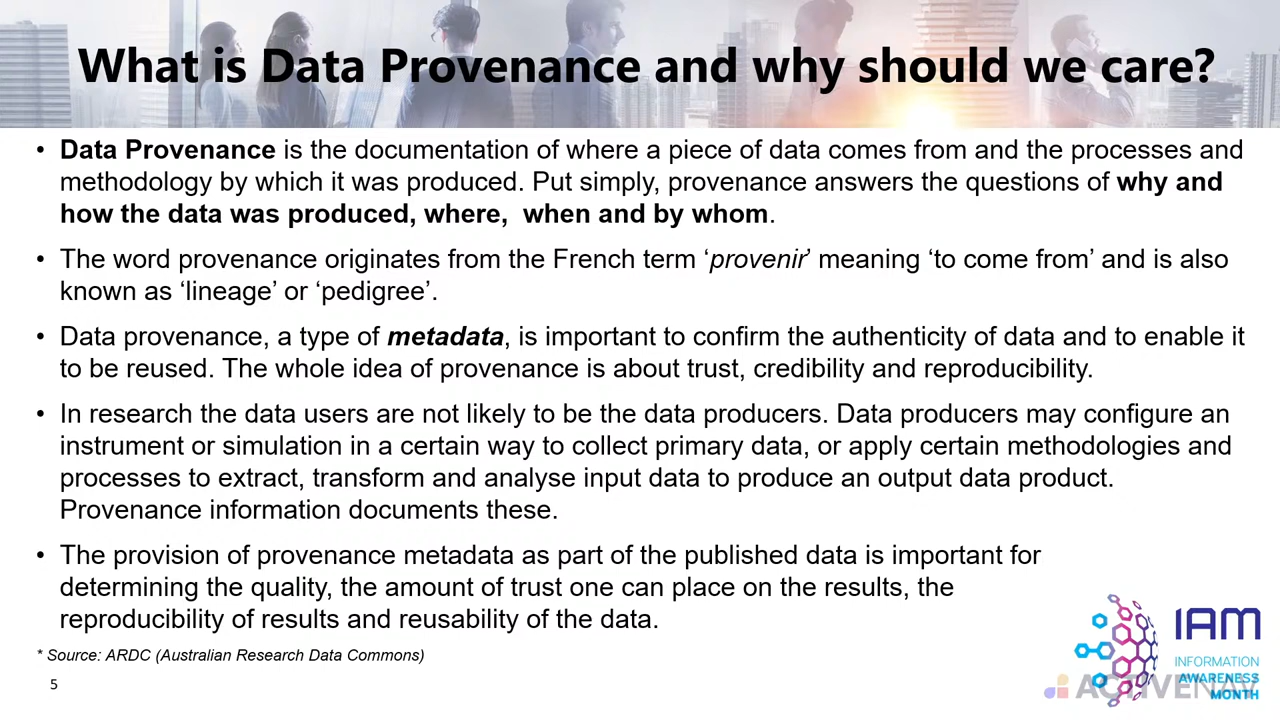 What is Data Provenance and why should we care?
• Data Provenance is the documentation of where a piece of data comes from and the processes and
methodology by which it was produced. Put simply, provenance answers the questions of why and
how the data was produced, where,  when and by whom.
• The word provenance originates from the French term ‘provenir’ meaning ‘to come from’ and is also
known as ‘lineage’ or ‘pedigree’.
• Data provenance, a type of metadata, is important to confirm the authenticity of data and to enable it
to be reused. The whole idea of provenance is about trust, credibility and reproducibility.
• In research the data users are not likely to be the data producers. Data producers may configure an
instrument or simulation in a certain way to collect primary data, or apply certain methodologies and
processes to extract, transform and analyse input data to produce an output data product.
Provenance information documents these.
• The provision of provenance metadata as part of the published data is important for
determining the quality, the amount of trust one can place on the results, the
reproducibility of results and reusability of the data.
* Source: ARDC (Australian Research Data Commons)
5
IAM
INFORMATION
AWARENESS
MONTH
ACTIVENAV